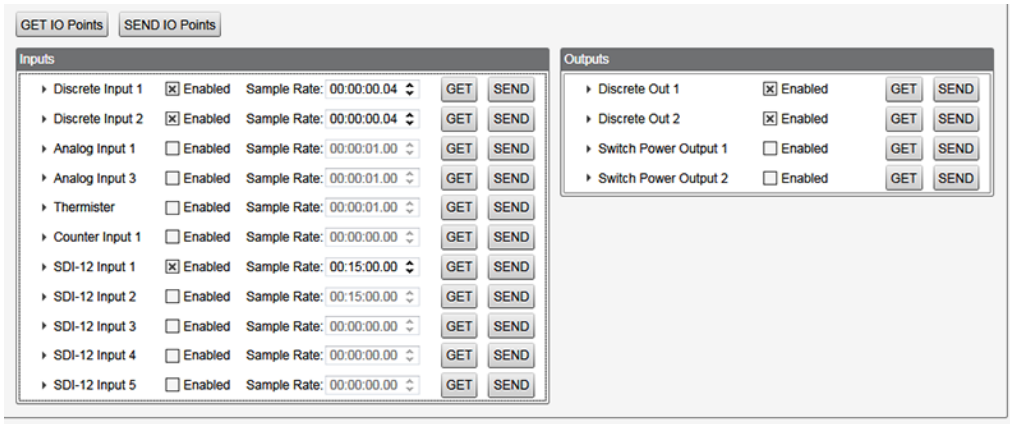 GET IO Points SEND IO Points
Inputs
Discrete Input 1 Enabled Sample Rate: 00:00:00.04 GET SEND
Discrete Input 2 Enabled Sample Rate: 00:00:00.04 GET SEND
Analog Input 1 Enabled Sample Rate: 00:00:01.00 GET SEND
Analog Input 3 Enabled Sample Rate: 00:00:01.00 GET SEND
Thermister Enabled Sample Rate: 00:00:01.00 GET SEND
Counter Input 1 Enabled Sample Rate: 00:00:00.00 GET SEND
SDI-12 Input 1 Enabled Sample Rate: 00:15:00.00 GET SEND
SDI-12 Input 2 Enabled Sample Rate: 00:15:00.00 GET SEND
SDI-12 Input 3 Enabled Sample Rate: 00:00:00.00 GET SEND
SDI-12 Input 4 Enabled Sample Rate: 00:00:00.00 GET SEND
SDI-12 Input 5 Enabled Sample Rate: 00:00:00.00 GET SEND
Outputs
Discrete Out 1 Enabled GET SEND
Discrete Out 2 Enabled GET SEND
Switch Power Output 1 Enabled GET SEND
Switch Power Output 2 Enabled GET SEND